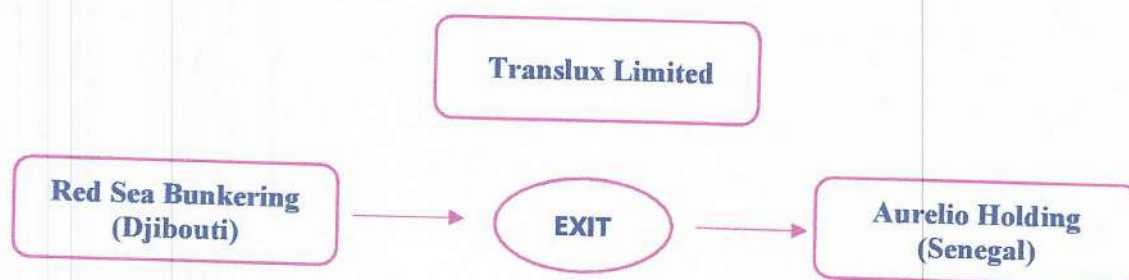 Translux Limited
Red Sea Bunkering
(Djibouti)
EXIT
Aurelio Holding
(Senegal)